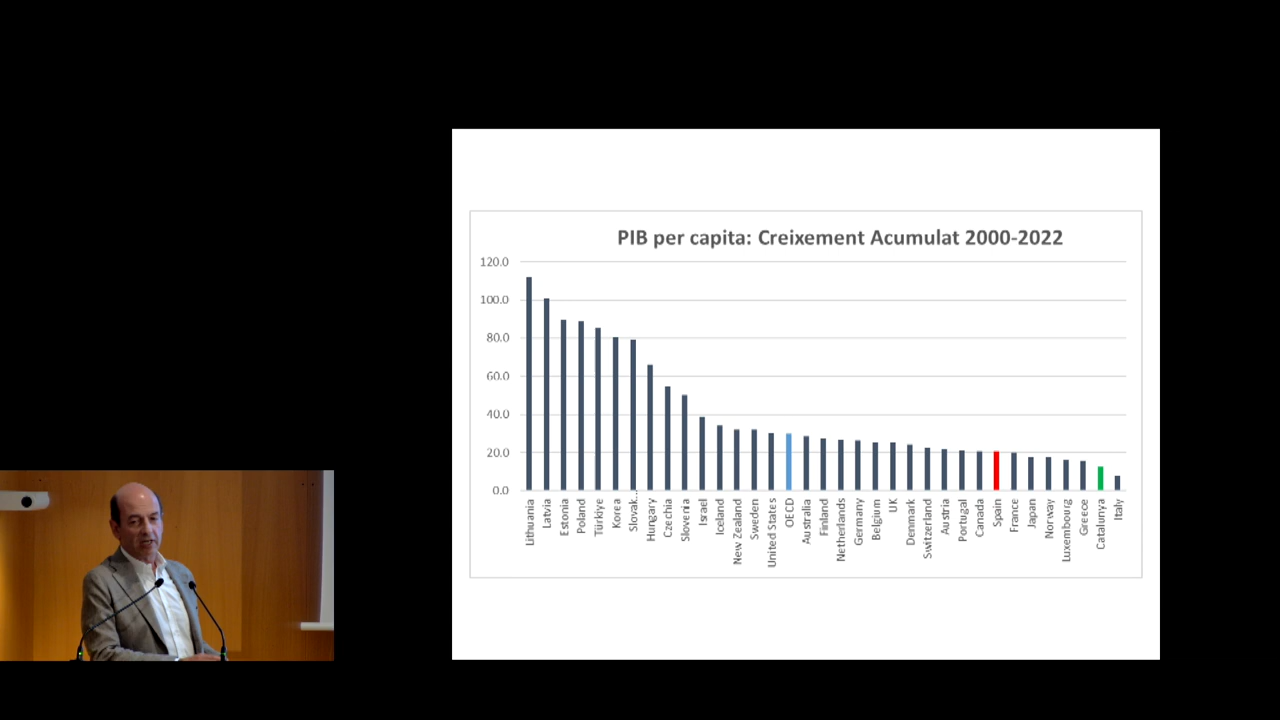 PIB per capita: Creixement Acumulat 2000-2022
120.0
100.0
80.0
60.0
40.0
20.0
0.0
Lithuania
Latvia
Estonia
Poland
Türkiye
Korea
Slovak...
Hungary
Czechia
Slovenia
Israel
Iceland
New Zealand
Sweden
United States
OECD
Australia
Finland
Netherlands
Germany
Belgium
UK
Denmark
Switzerland
Austria
Portugal
Canada
Spain
France
Japan
Norway
Luxembourg
Greece
Catalunya
Italy